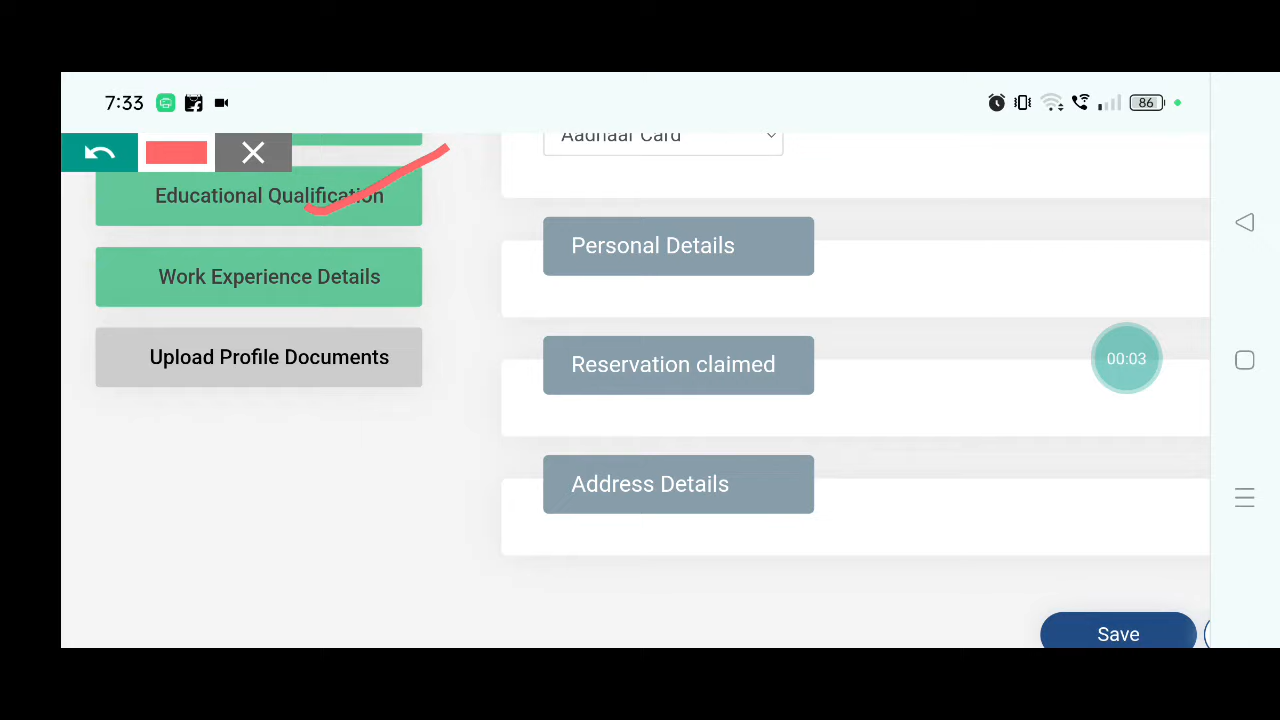 7:33
86
Aadhaar Card
Educational Qualification
Personal Details
Work Experience Details
Upload Profile Documents
Reservation claimed
00:03
Address Details
Save